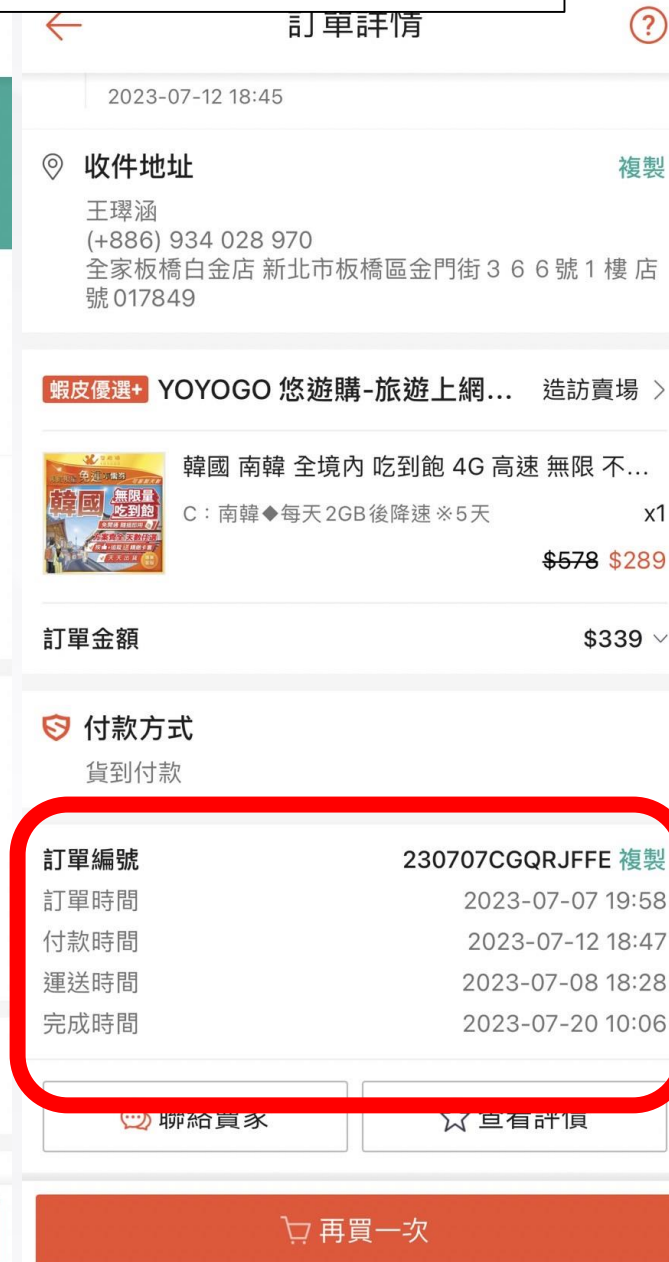 訂單詳情
2023-07-12 18:45
收件地址 複製
王璻涵
(+886) 934 028 970
全家板橋白金店 新北市板橋區金門街３６６號１樓 店
號017849
蝦皮優選+ YOYOGO 悠遊購-旅遊上網... 造訪賣場
韓國 南韓 全境內 吃到飽 4G 高速 無限 不...
韓國 無限量
吃到飽
C：南韓◆每天2GB後降速※5天 x1
$578 $289
訂單金額 $339
付款方式
貨到付款
訂單編號 230707CGQRJFFE 複製
訂單時間 2023-07-07 19:58
付款時間 2023-07-12 18:47
運送時間 2023-07-08 18:28
完成時間 2023-07-20 10:06
聯絡賣家 查看評價
再買一次